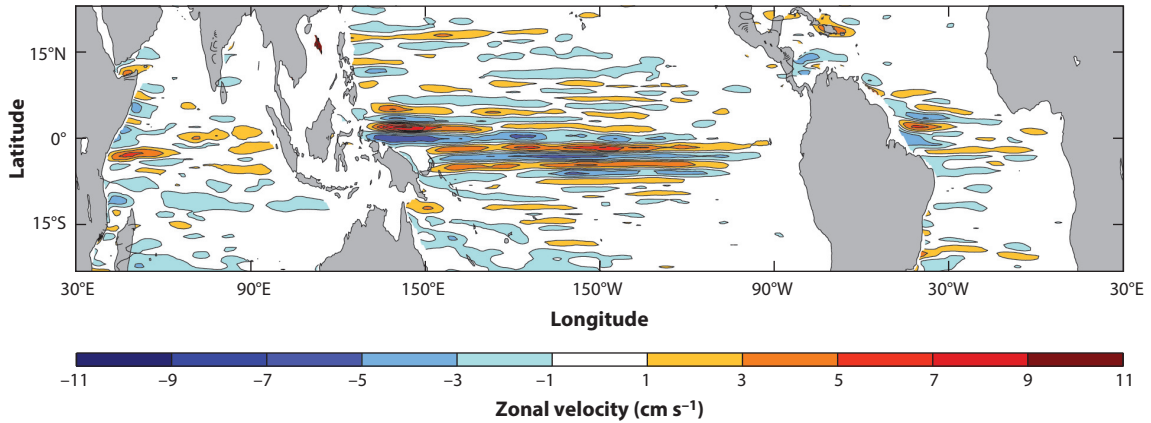 15°N
0°
15°S
Latitude
30°E 90°E 150°E 150°W 90°W 30°W 30°E
Longitude
–11 –9 –7 –5 –3 –1 1 3 5 7 9 11
Zonal velocity (cm s⁻¹)